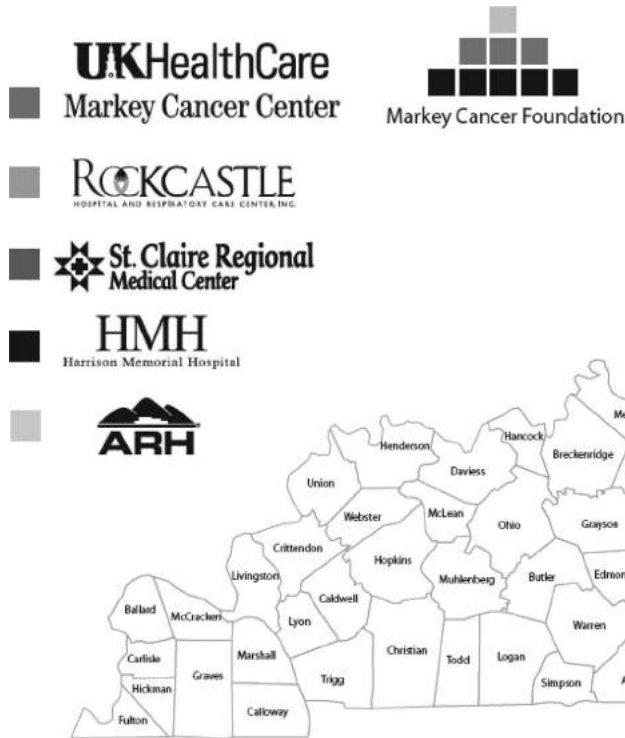 UKHealthCare
Markey Cancer Center
Markey Cancer Foundation
ROCKCASTLE
HOSPITAL AND RESPIRATORY CARE CENTER, INC.
St. Claire Regional
Medical Center
HMH
Harrison Memorial Hospital
ARH
Henderson
Hancock
Breckenridge
Daviess
Union
Webster
McLean
Ohio
Grayson
Crittendon
Hopkins
Livingston
Muhlenberg
Butler
Edmon
Caldwell
Ballard
McCracken
Lyon
Warren
Christian
Marshall
Carlisle
Graves
Todd
Logan
Trigg
Hickman
Simpson
Calloway
Fulton